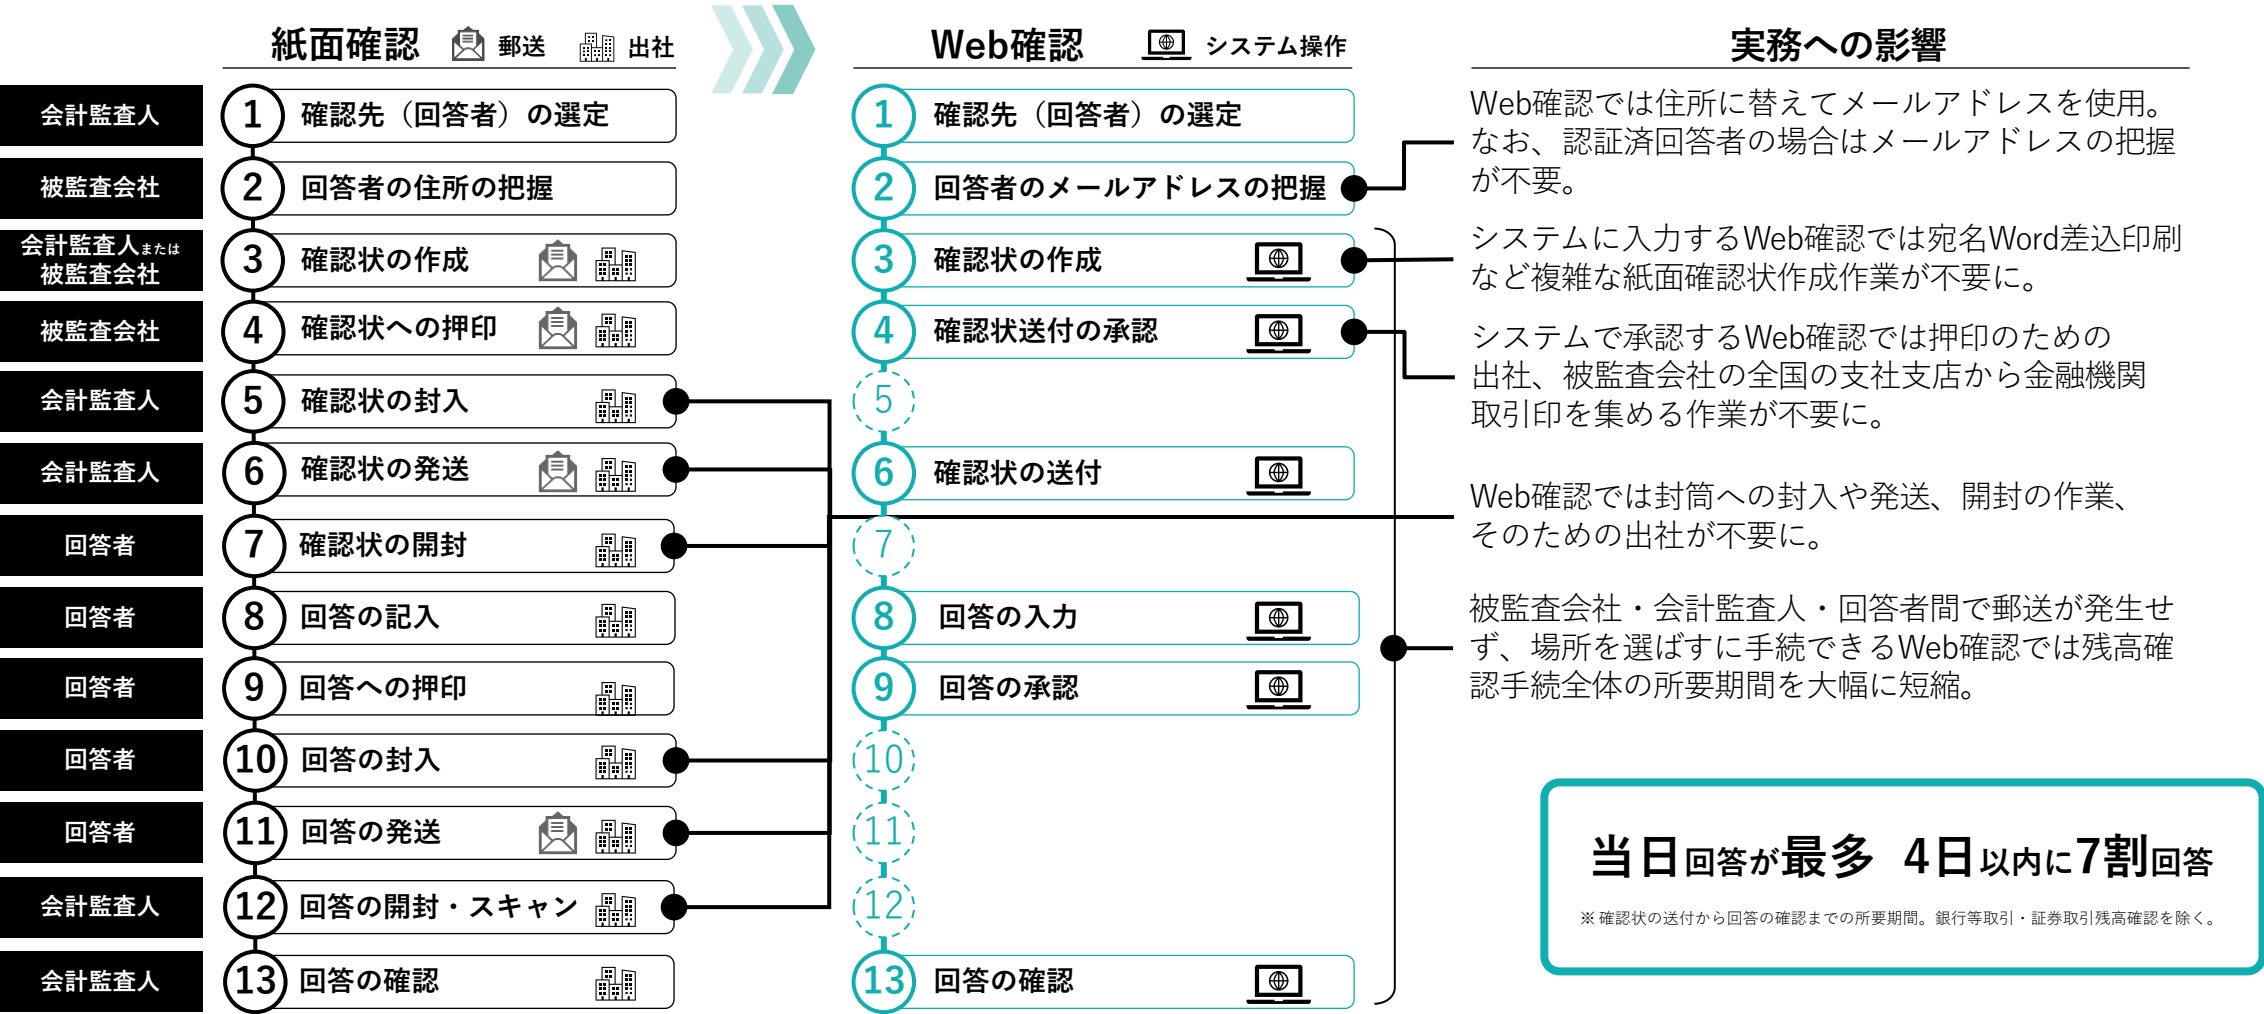 紙面確認 郵送 出社
Web確認 システム操作
実務への影響
会計監査人 1 確認先（回答者）の選定
1 確認先（回答者）の選定
被監査会社 2 回答者の住所の把握
2 回答者のメールアドレスの把握
会計監査人または
被監査会社
3 確認状の作成
3 確認状の作成
被監査会社 4 確認状への押印
4 確認状送付の承認
会計監査人 5 確認状の封入
5
会計監査人 6 確認状の発送
6 確認状の送付
回答者 7 確認状の開封
7
回答者 8 回答の記入
8 回答の入力
回答者 9 回答への押印
9 回答の承認
回答者 10 回答の封入
10
回答者 11 回答の発送
11
会計監査人 12 回答の開封・スキャン
12
会計監査人 13 回答の確認
13 回答の確認
Web確認では住所に替えてメールアドレスを使用。
なお、認証済回答者の場合はメールアドレスの把握
が不要。
システムに入力するWeb確認では宛名Word差込印刷
など複雑な紙面確認状作成作業が不要に。
システムで承認するWeb確認では押印のための
出社、被監査会社の全国の支社支店から金融機関
取引印を集める作業が不要に。
Web確認では封筒への封入や発送、開封の作業、
そのための出社が不要に。
被監査会社・会計監査人・回答者間で郵送が発生せ
ず、場所を選ばすに手続できるWeb確認では残高確
認手続全体の所要期間を大幅に短縮。
当日回答が最多 4日以内に7割回答
※確認状の送付から回答の確認までの所要期間。銀行等取引・証券取引残高確認を除く。